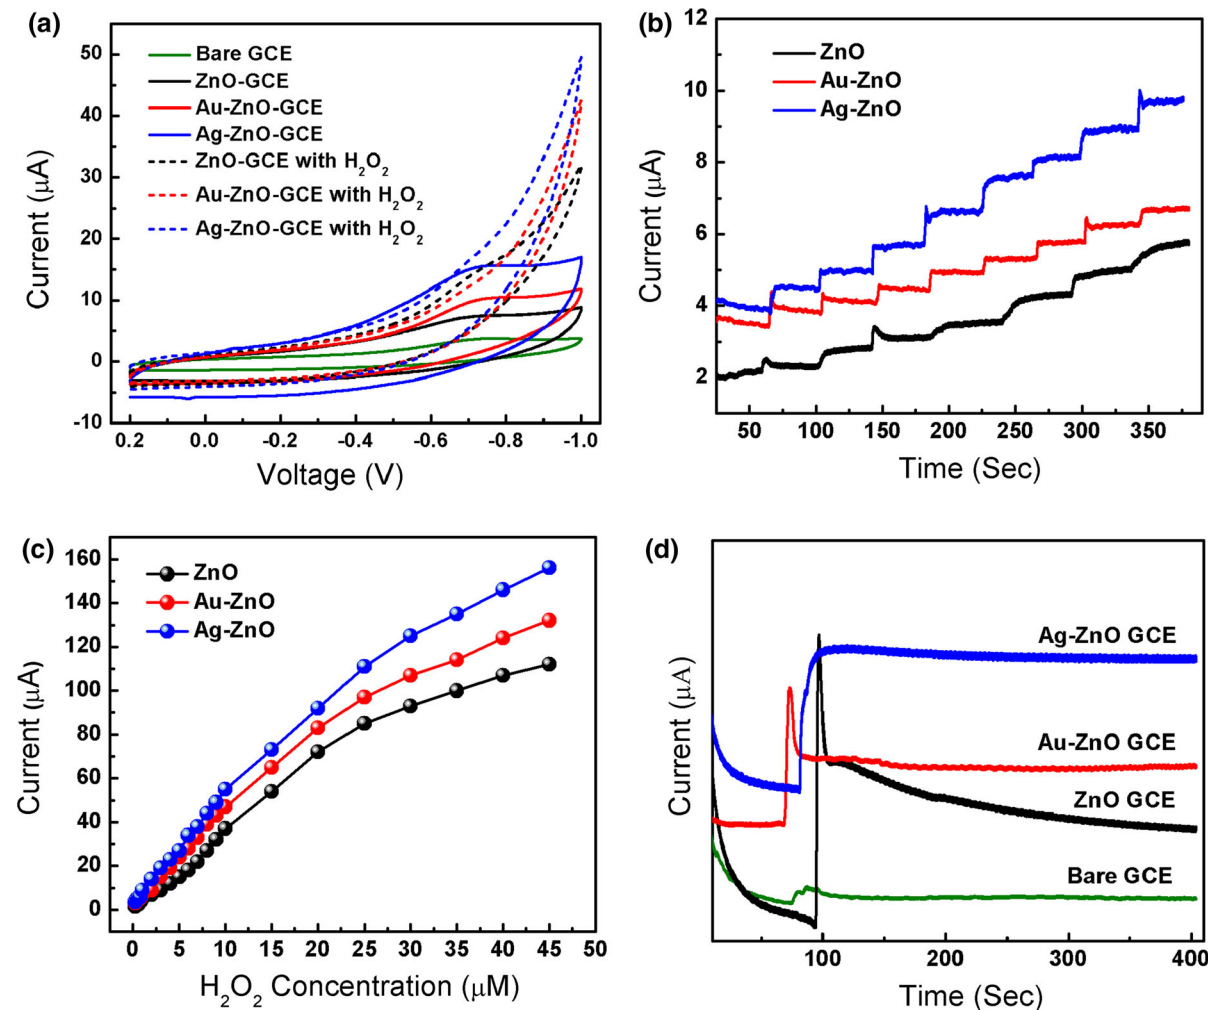 (a)
50
40
30
20
10
0
-10
Current (μA)
Bare GCE
ZnO-GCE
Au-ZnO-GCE
Ag-ZnO-GCE
ZnO-GCE with H₂O₂
Au-ZnO-GCE with H₂O₂
Ag-ZnO-GCE with H₂O₂
0.2 0.0 -0.2 -0.4 -0.6 -0.8 -1.0
Voltage (V)
(b)
12
10
8
6
4
2
Current (μA)
ZnO
Au-ZnO
Ag-ZnO
50 100 150 200 250 300 350
Time (Sec)
(c)
160
140
120
100
80
60
40
20
0
Current (μA)
ZnO
Au-ZnO
Ag-ZnO
0 5 10 15 20 25 30 35 40 45 50
H₂O₂ Concentration (μM)
(d)
Current (μA)
Ag-ZnO GCE
Au-ZnO GCE
ZnO GCE
Bare GCE
100 200 300 400
Time (Sec)